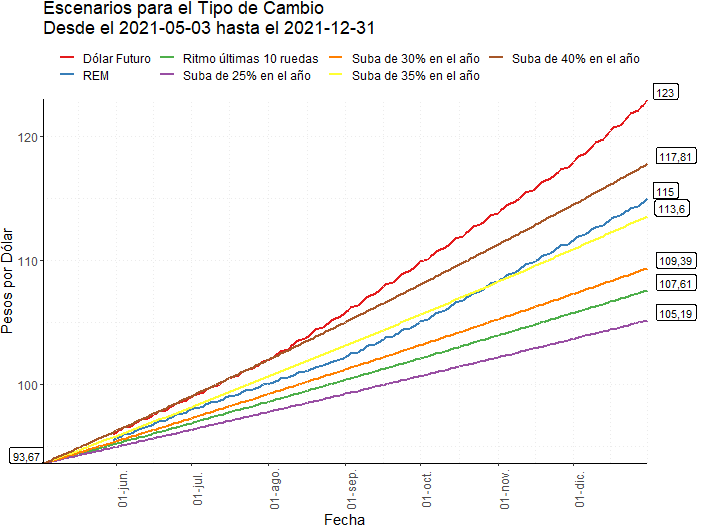 Escenarios para el Tipo de Cambio
Desde el 2021-05-03 hasta el 2021-12-31
Dólar Futuro
Ritmo últimas 10 ruedas
Suba de 30% en el año
Suba de 40% en el año
REM
Suba de 25% en el año
Suba de 35% en el año
123
120
117,81
115
113,6
Pesos por Dólar
110
109,39
107,61
105,19
100
93,67
01-jun.
01-jul.
01-ago.
01-sep.
01-oct.
01-nov.
01-dic.
Fecha